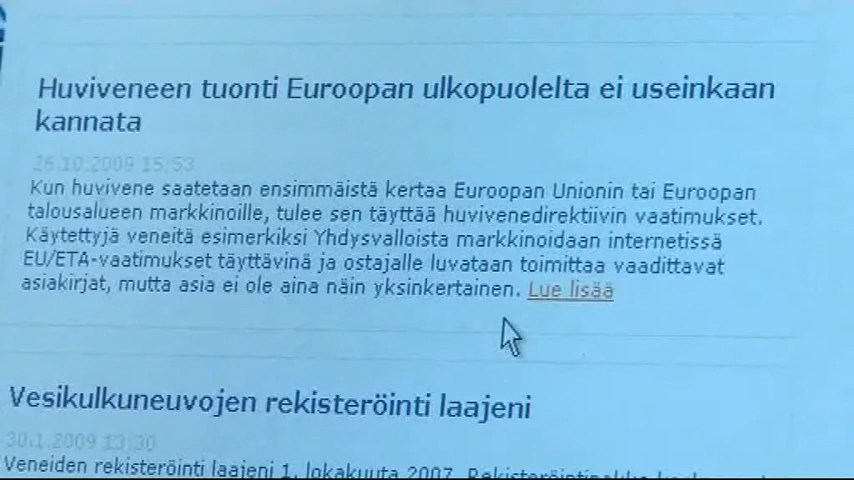 Huviveneen tuonti Euroopan ulkopuolelta ei useinkaan
kannata
26.10.2009 15:53
Kun huvivene saatetaan ensimmäistä kertaa Euroopan Unionin tai Euroopan
talousalueen markkinoille, tulee sen täyttää huvivenedirektiivin vaatimukset.
Käytettyjä veneitä esimerkiksi Yhdysvalloista markkinoidaan internetissä
EU/ETA-vaatimukset täyttävinä ja ostajalle luvataan toimittaa vaadittavat
asiakirjat, mutta asia ei ole aina näin yksinkertainen. Lue lisää
Vesikulkuneuvojen rekisteröinti laajeni
30.1.2009 13:30
Veneiden rekisteröinti laajeni 1. lokakuuta 2007.